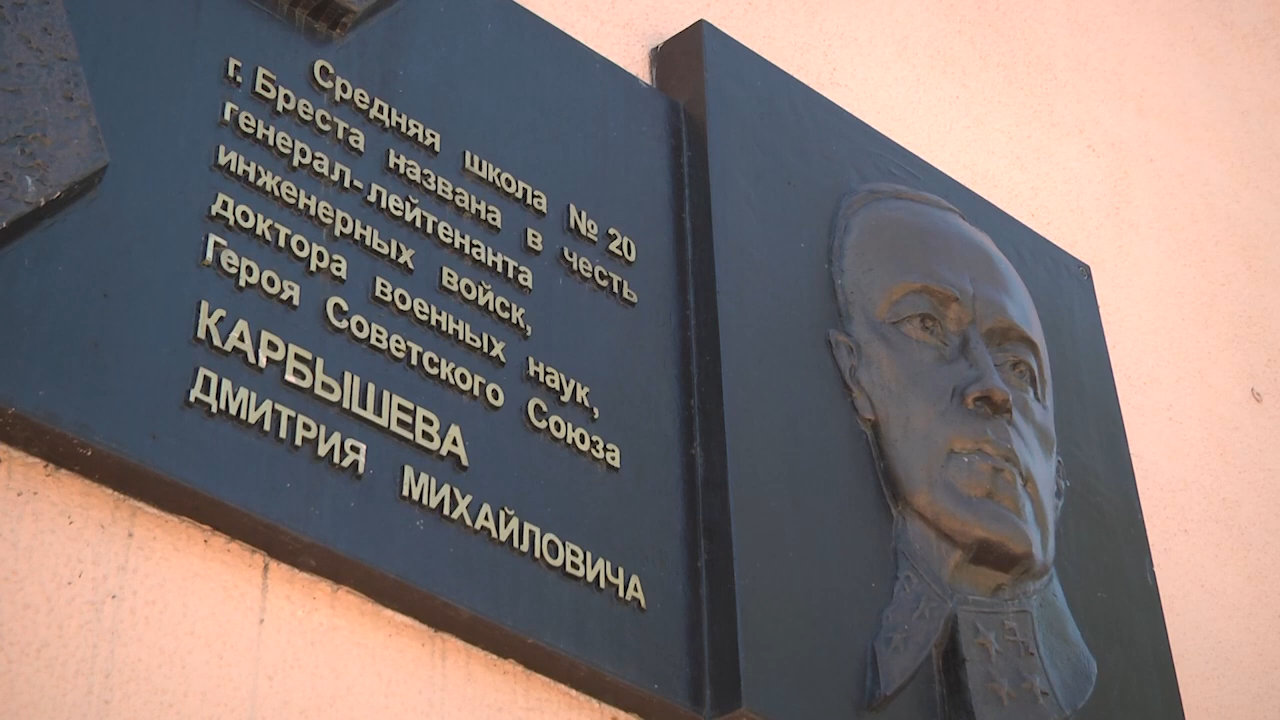 Средняя школа № 20
г. Бреста названа в честь
генерал-лейтенанта
инженерных войск,
доктора военных наук,
Героя Советского Союза
КАРБЫШЕВА
ДМИТРИЯ МИХАЙЛОВИЧА